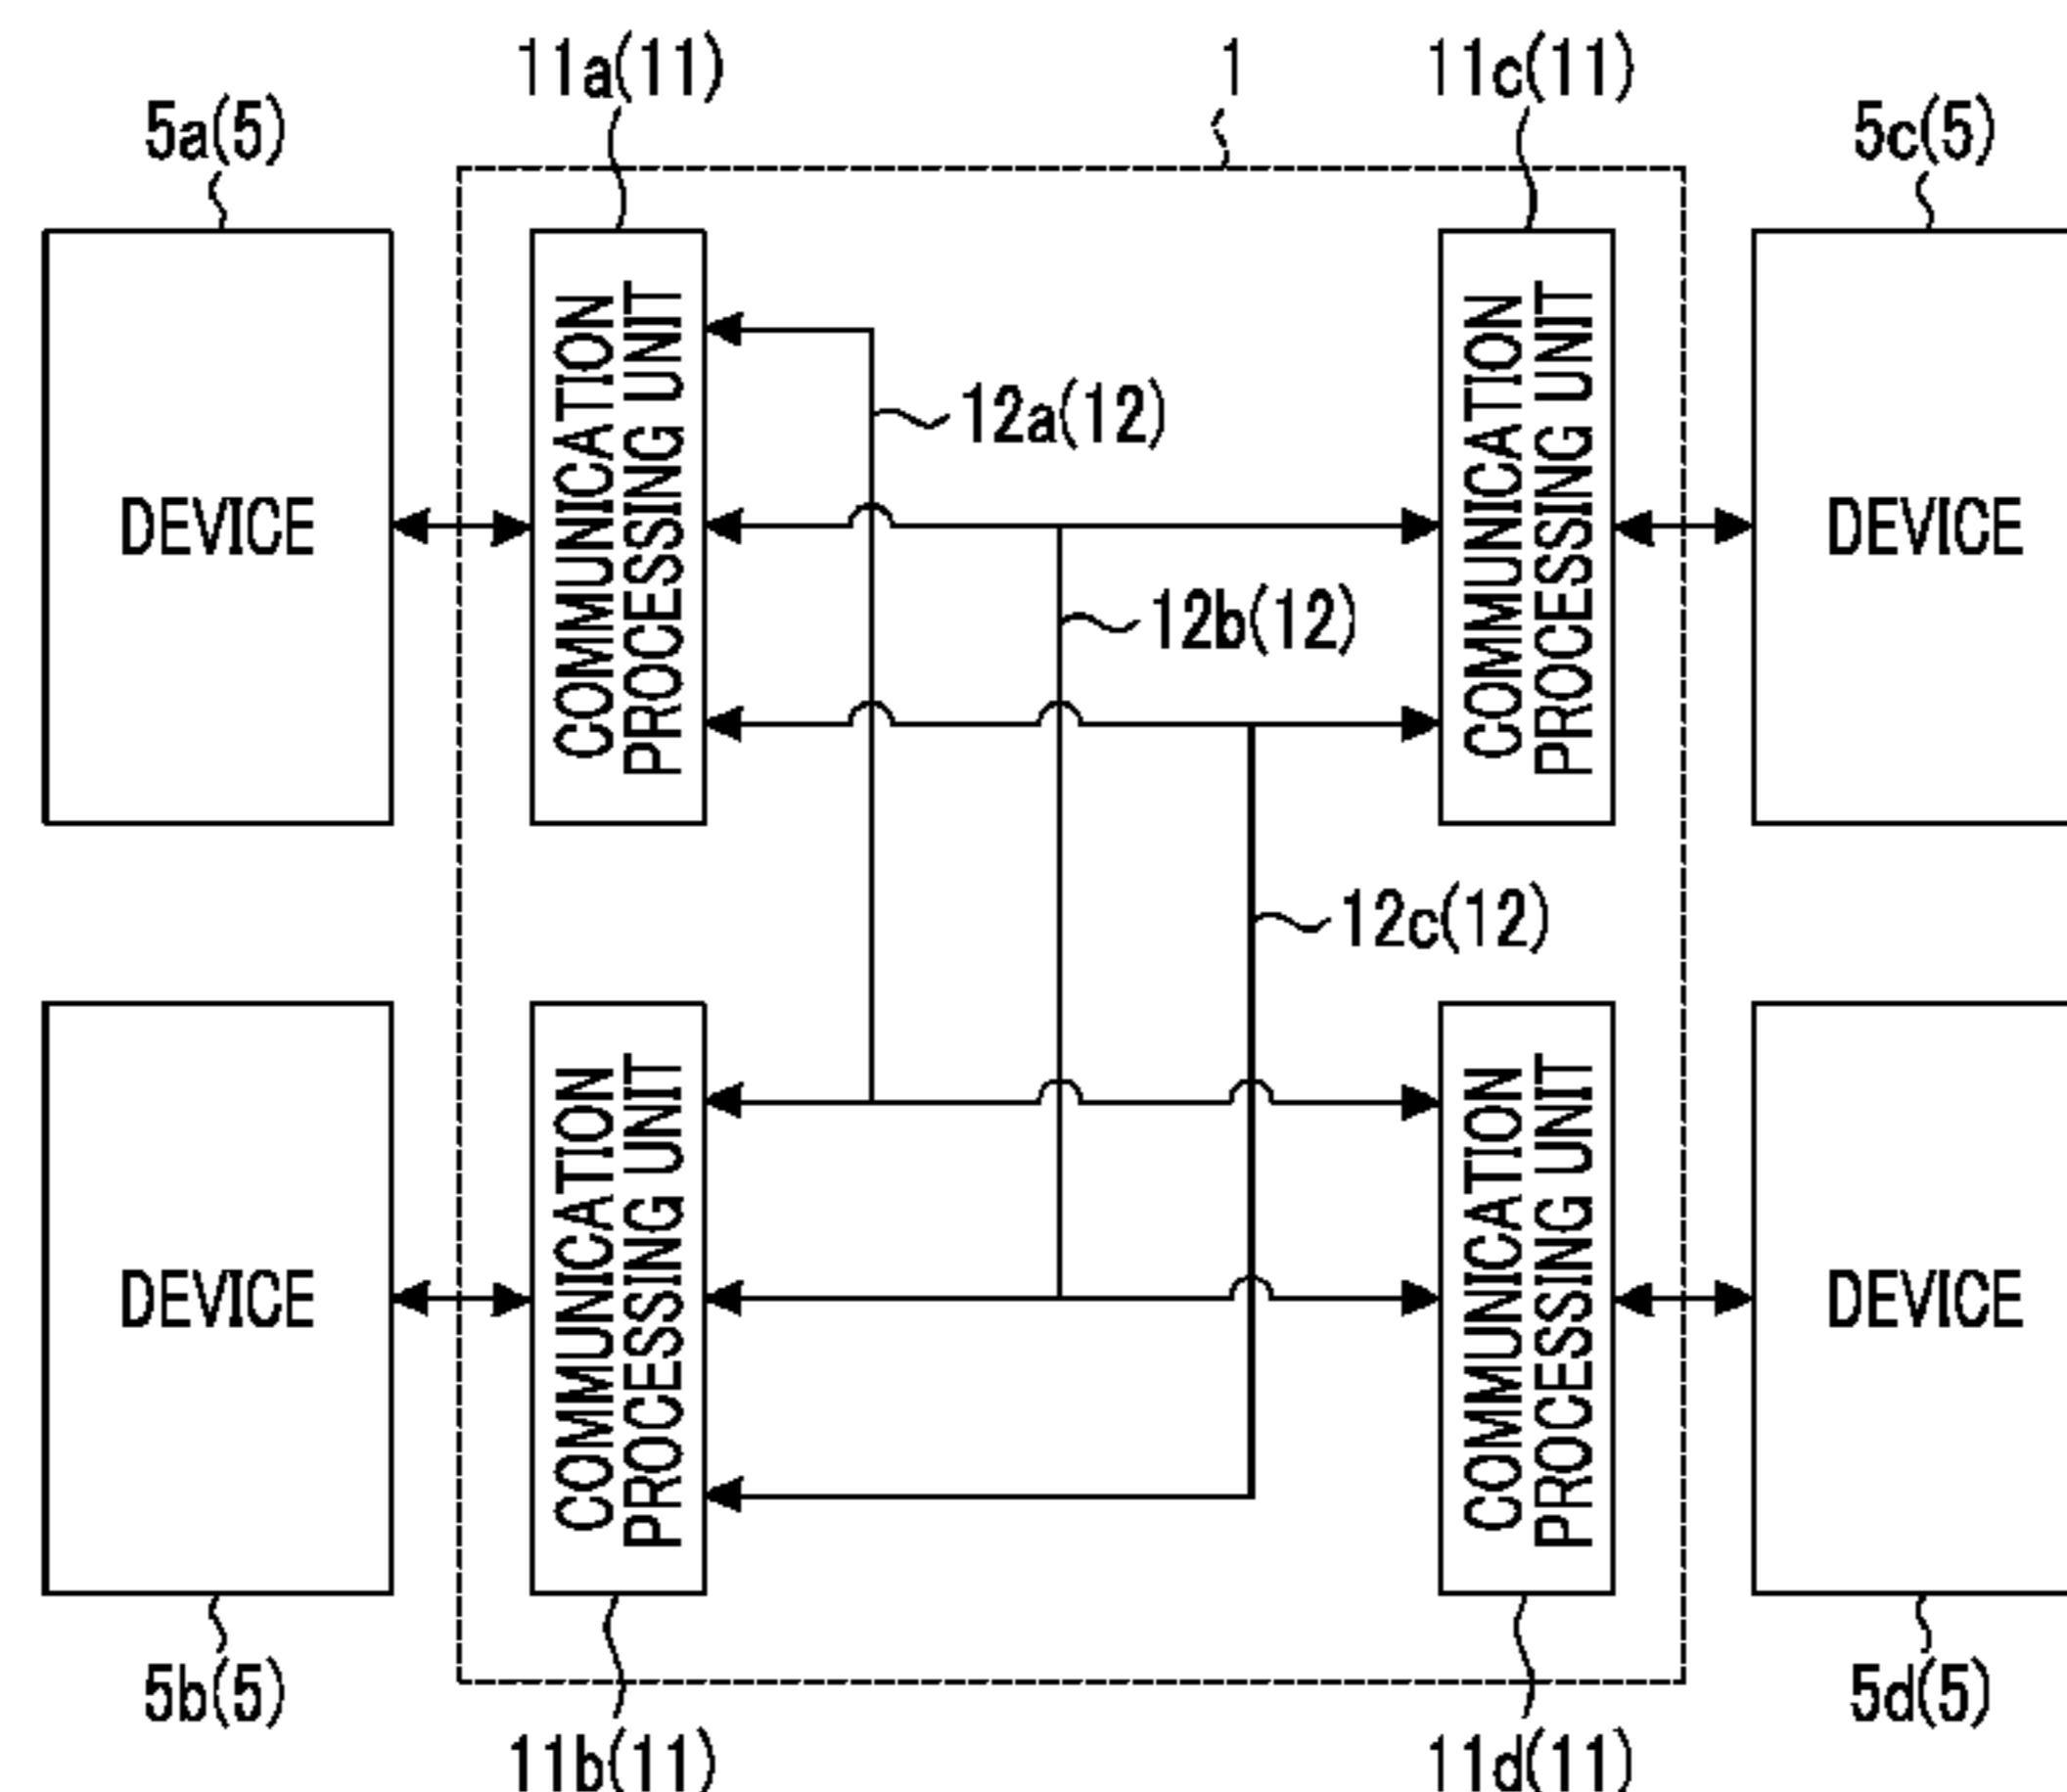 11a(11)
1
11c(11)
5a(5)
5c(5)
COMMUNICATION
PROCESSING UNIT
COMMUNICATION
PROCESSING UNIT
12a(12)
DEVICE
DEVICE
12b(12)
12c(12)
COMMUNICATION
PROCESSING UNIT
COMMUNICATION
PROCESSING UNIT
DEVICE
DEVICE
5b(5)
5d(5)
11b(11)
11d(11)